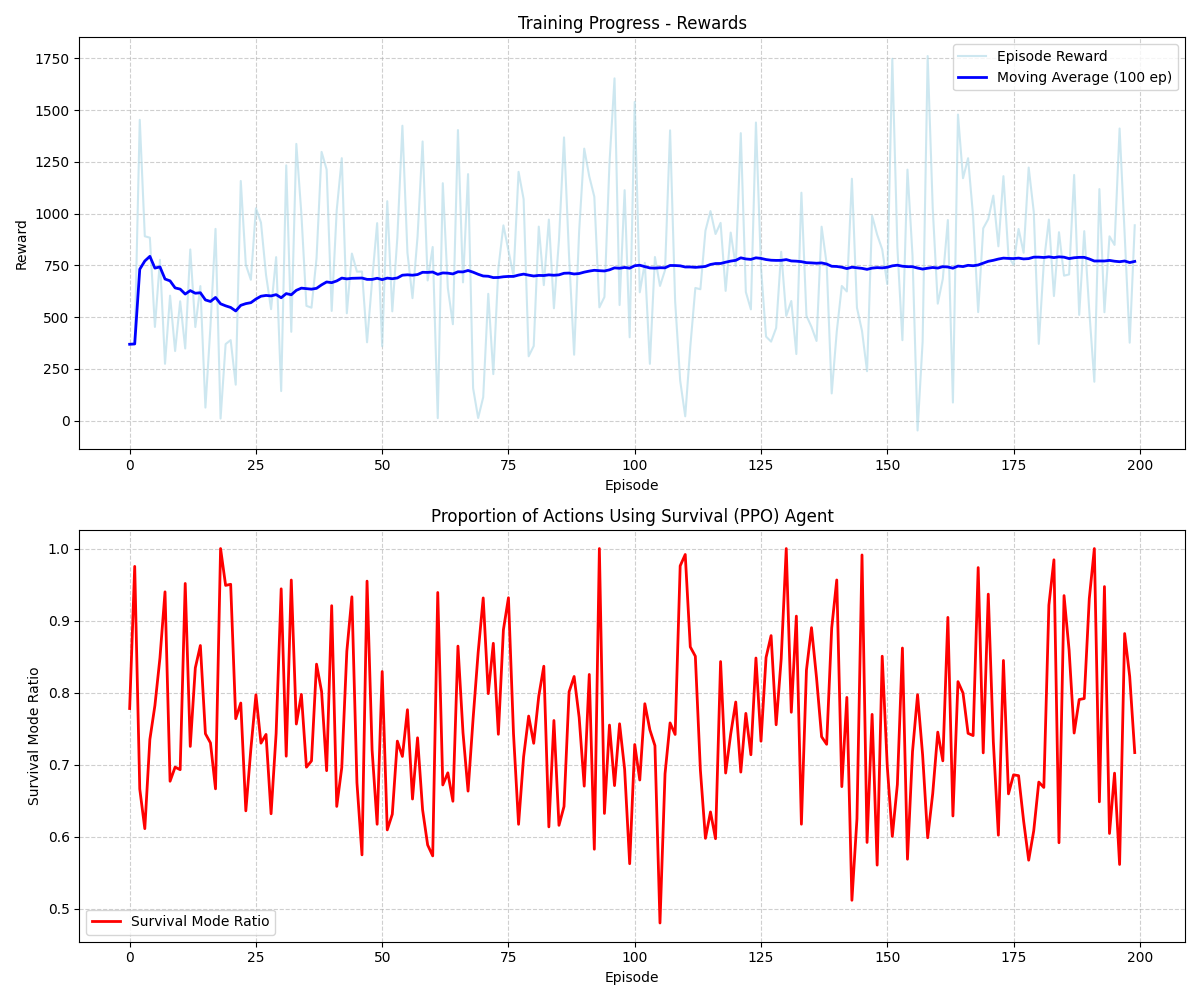 Training Progress - Rewards
Reward
1750
1500
1250
1000
750
500
250
0
Episode Reward
Moving Average (100 ep)
0 25 50 75 100 125 150 175 200
Episode
Proportion of Actions Using Survival (PPO) Agent
Survival Mode Ratio
1.0
0.9
0.8
0.7
0.6
0.5
Survival Mode Ratio
0 25 50 75 100 125 150 175 200
Episode